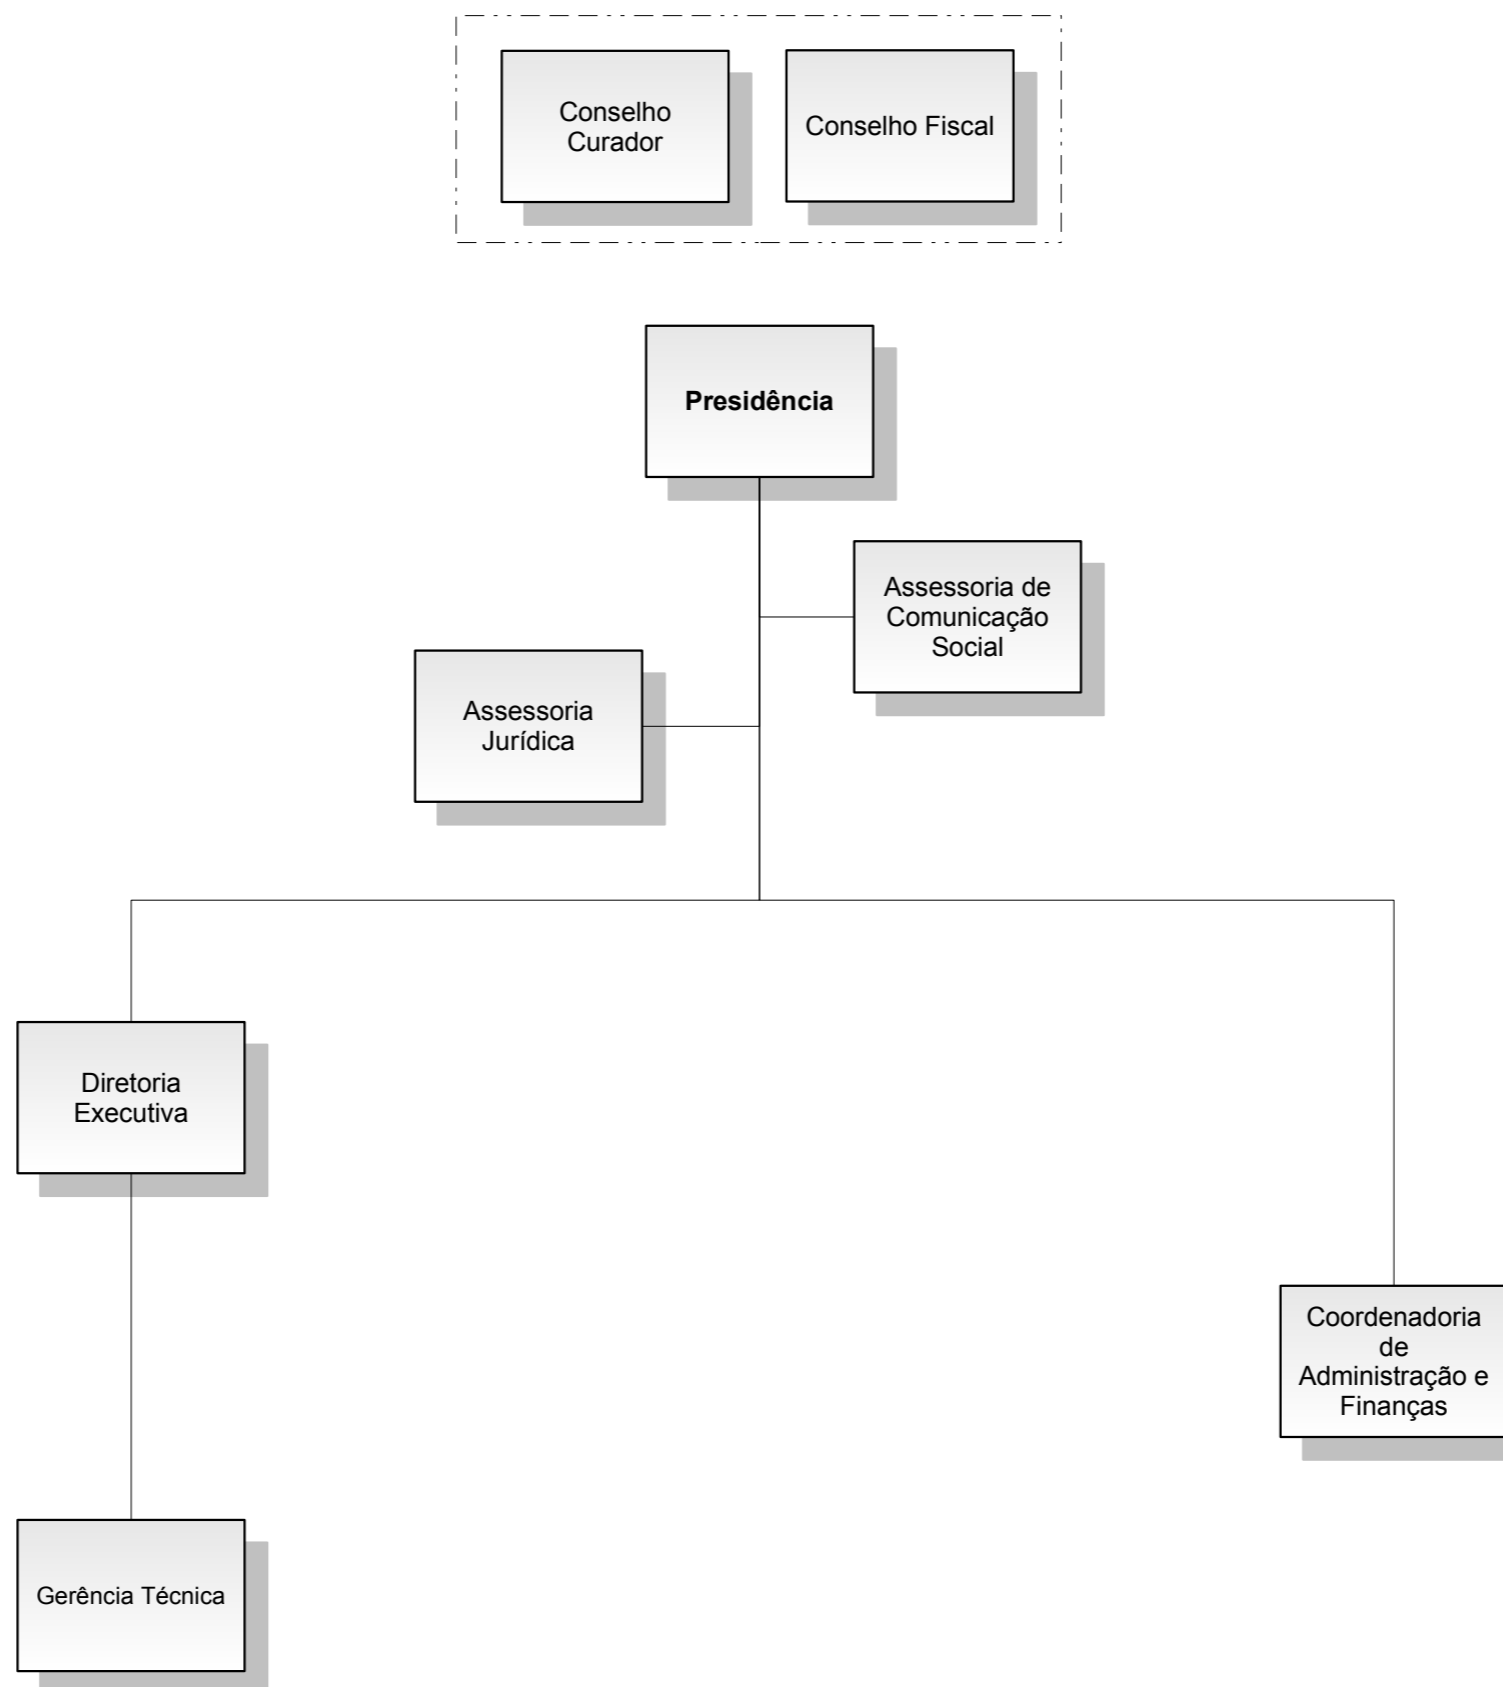 Conselho
Curador
Conselho Fiscal
Presidência
Assessoria de
Comunicação
Social
Assessoria
Jurídica
Diretoria
Executiva
Coordenadoria
de
Administração e
Finanças
Gerência Técnica